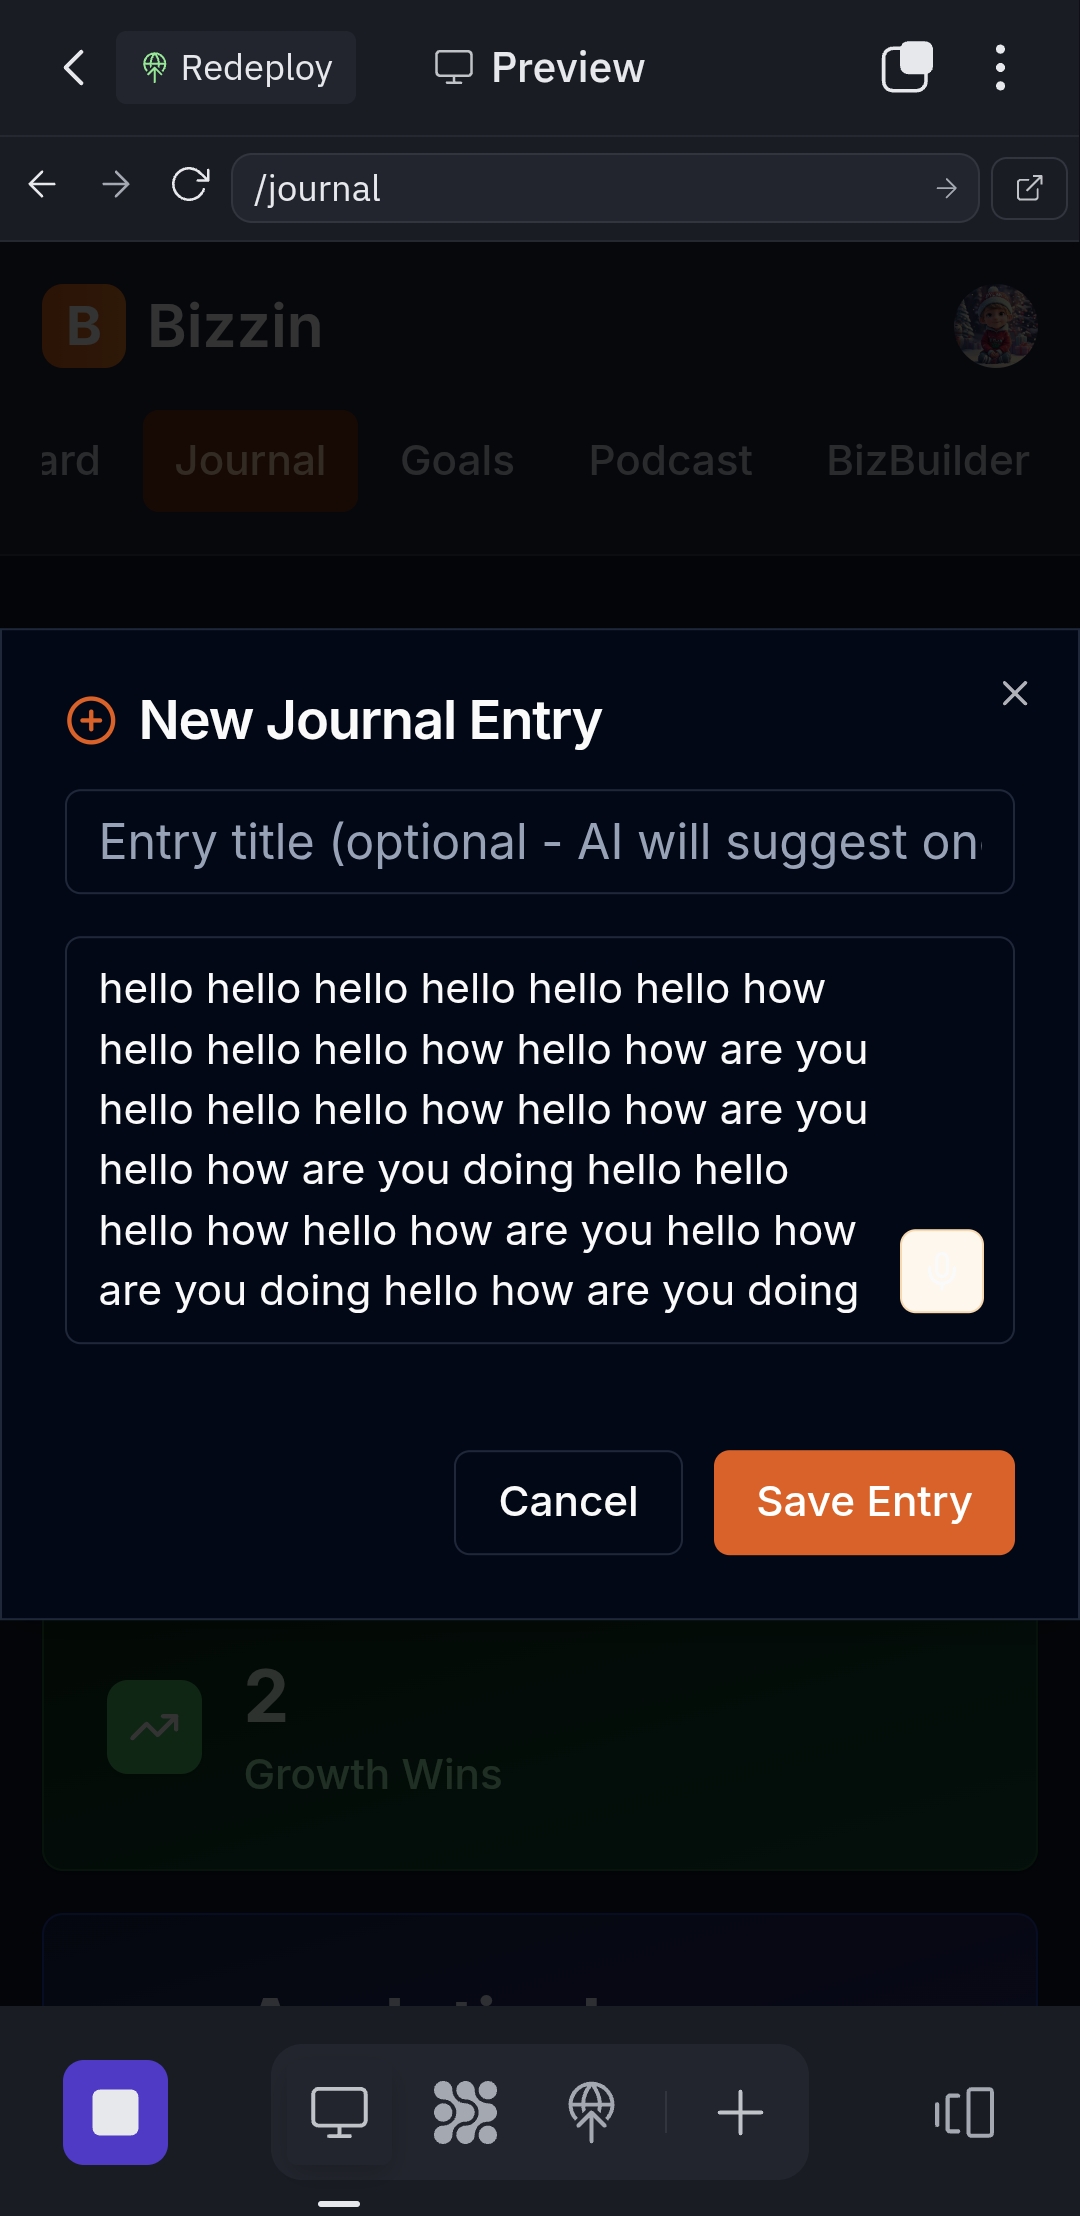 Redeploy
Preview
/journal
B Bizzin
ard Journal Goals Podcast BizBuilder
New Journal Entry
Entry title (optional - AI will suggest on
hello hello hello hello hello hello how
hello hello hello how hello how are you
hello hello hello how hello how are you
hello how are you doing hello hello
hello how hello how are you hello how
are you doing hello how are you doing
Cancel
Save Entry
2
Growth Wins